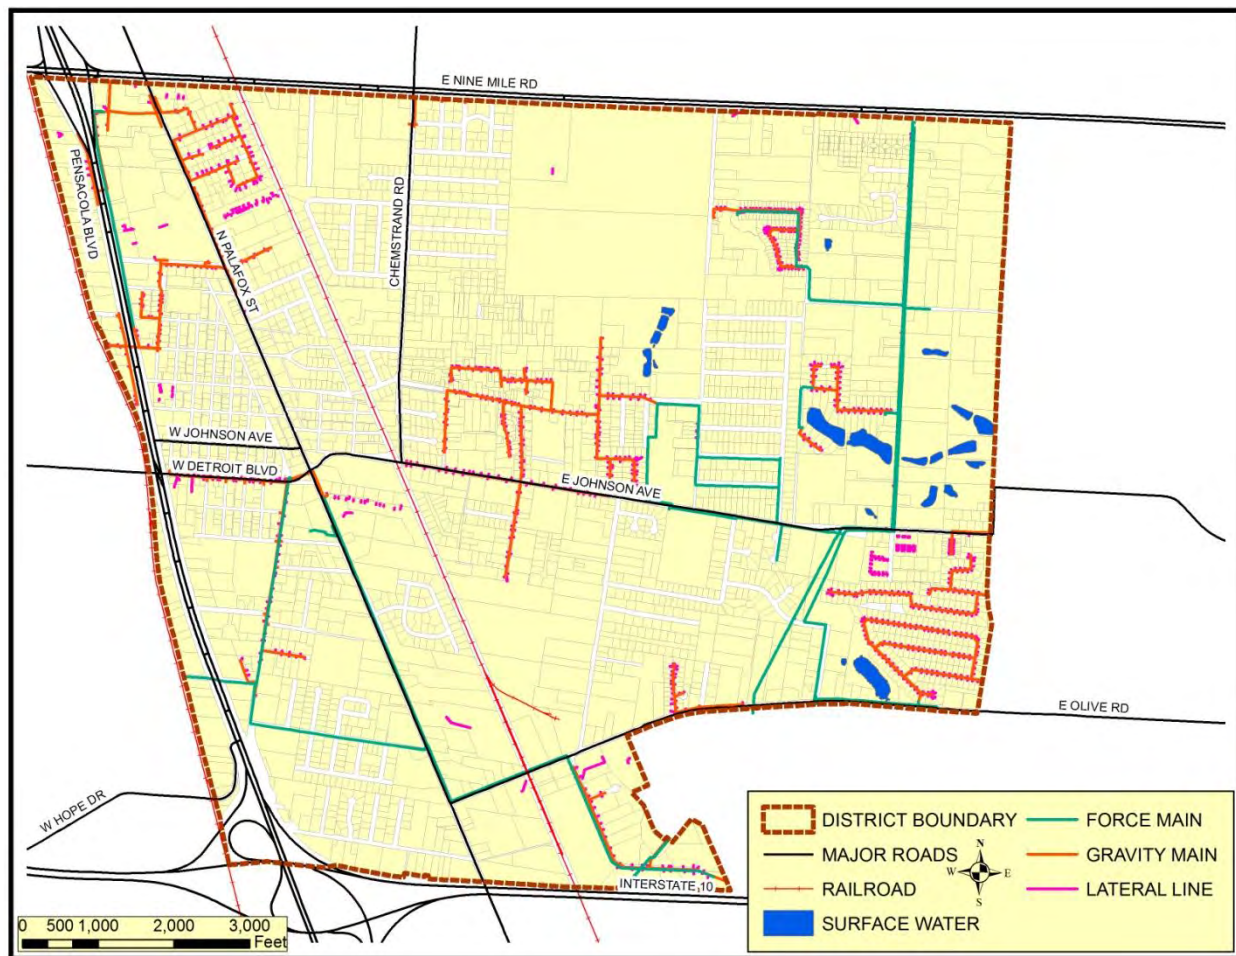 E NINE MILE RD
PENSACOLA BLVD
N PALAFOX ST
CHEMSTRAND RD
W JOHNSON AVE
W DETROIT BLVD
E JOHNSON AVE
E OLIVE RD
W HOPE DR
INTERSTATE 10
DISTRICT BOUNDARY
MAJOR ROADS
RAILROAD
SURFACE WATER
FORCE MAIN
GRAVITY MAIN
LATERAL LINE
N
W E
S
0 500 1,000 2,000 3,000
Feet